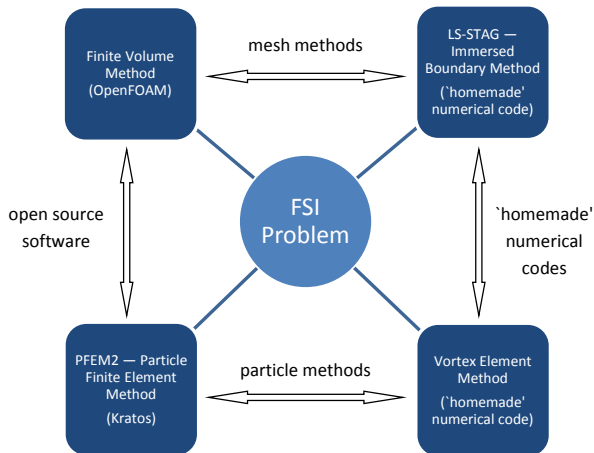 Finite Volume
Method
(OpenFOAM)
mesh methods
LS-STAG —
Immersed
Boundary Method
(`homemade'
numerical code)
open source
software
FSI
Problem
`homemade'
numerical
codes
PFEM2 — Particle
Finite Element
Method
(Kratos)
particle methods
Vortex Element
Method
(`homemade'
numerical code)